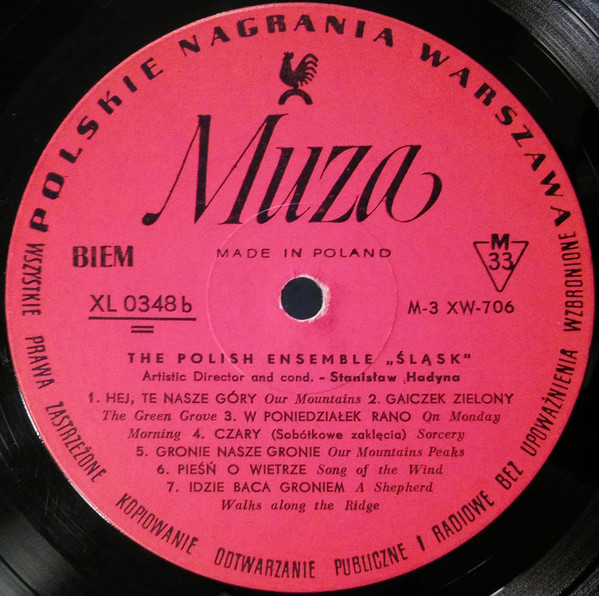 POLSKIE NAGRANIA WARSZAWA
Muza
MADE IN POLAND
BIEM
M
33
XL 0348 b
M-3 XW-706
THE POLISH ENSEMBLE „ŚLĄSK"
Artistic Director and cond. - Stanisław Hadyna
1. HEJ, TE NASZE GÓRY Our Mountains 2. GAICZEK ZIELONY
The Green Grove 3. W PONIEDZIAŁEK RANO On Monday
Morning 4. CZARY (Sobótkowe zaklęcia) Sorcery
5. GRONIE NASZE GRONIE Our Mountains Peaks
6. PIEŚŃ O WIETRZE Song of the Wind
7. IDZIE BACA GRONIEM A Shepherd
Walks along the Ridge
WSZYSTKIE PRAWA ZASTRZEŻONE KOPIOWANIE ODTWARZANIE PUBLICZNE I RADIOWE BEZ UPOWAŻNIENIA WZBRONIONE